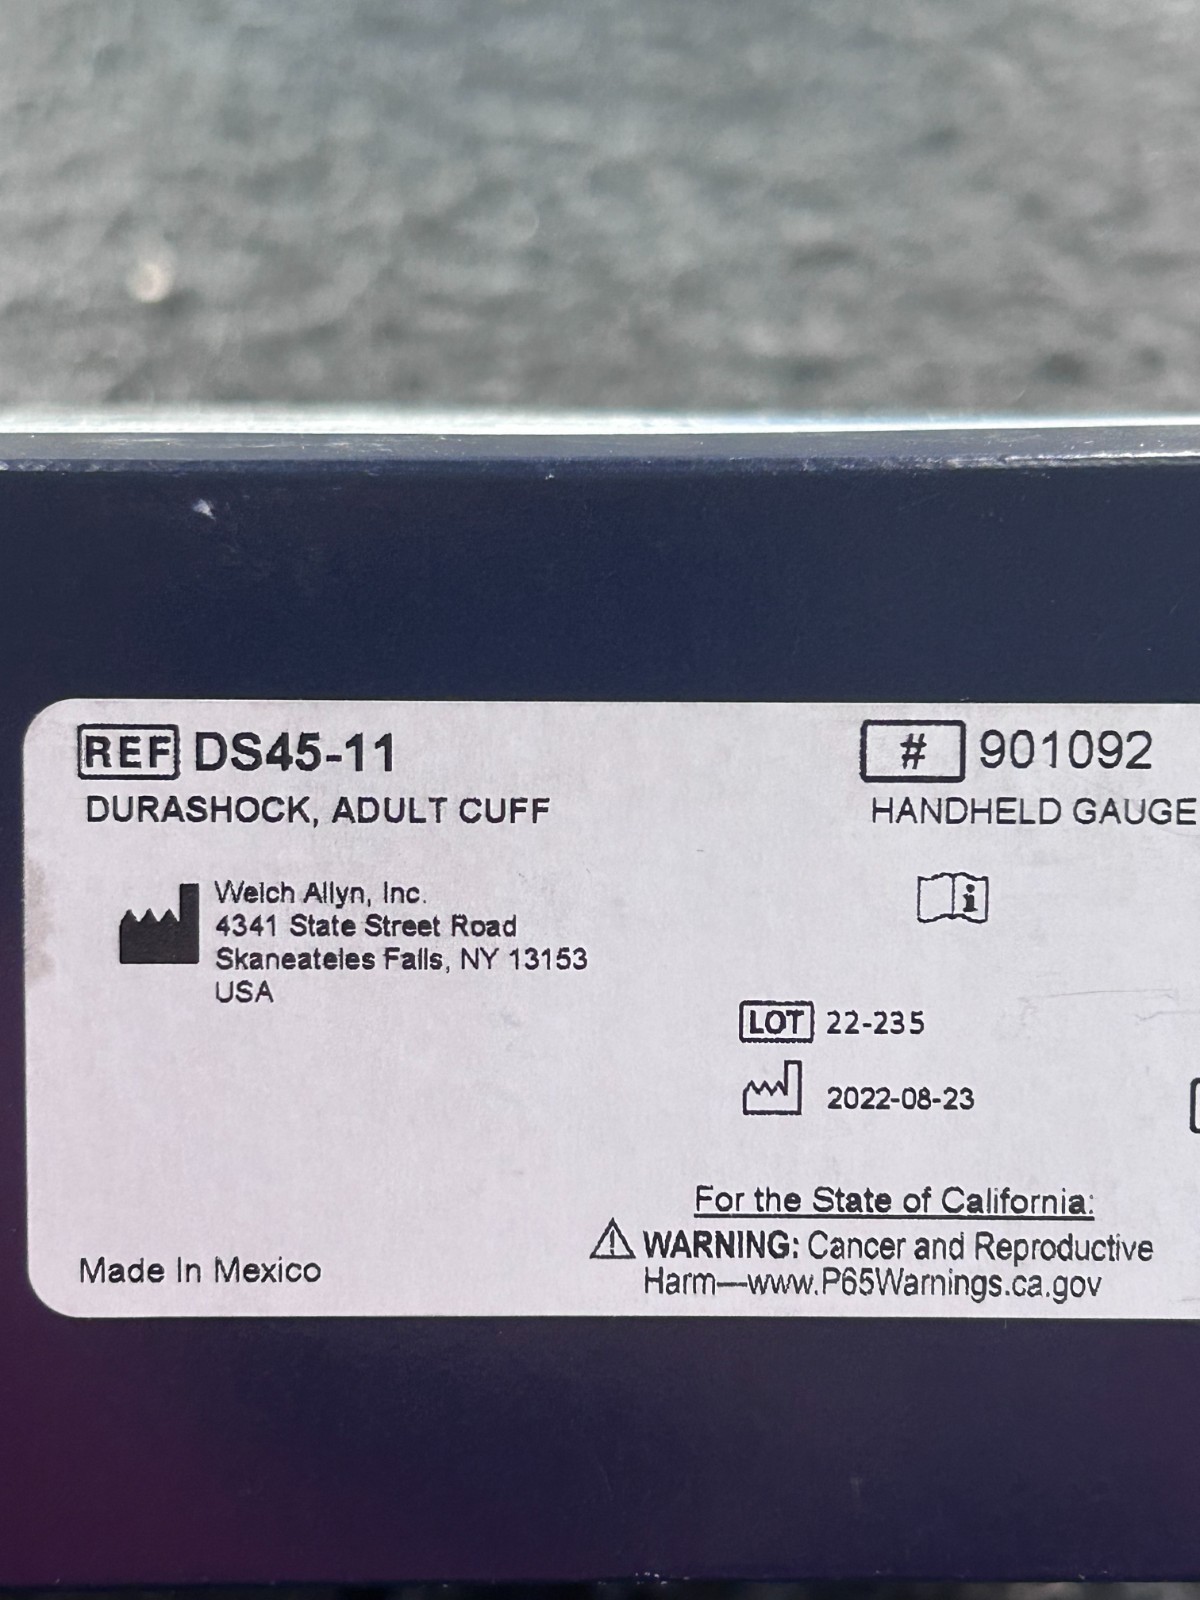 REF DS45-11
DURASHOCK, ADULT CUFF
# 901092
HANDHELD GAUGE
Welch Allyn, Inc.
4341 State Street Road
Skaneateles Falls, NY 13153
USA
i
LOT 22-235
2022-08-23
For the State of California:
WARNING: Cancer and Reproductive
Harm—www.P65Warnings.ca.gov
Made In Mexico